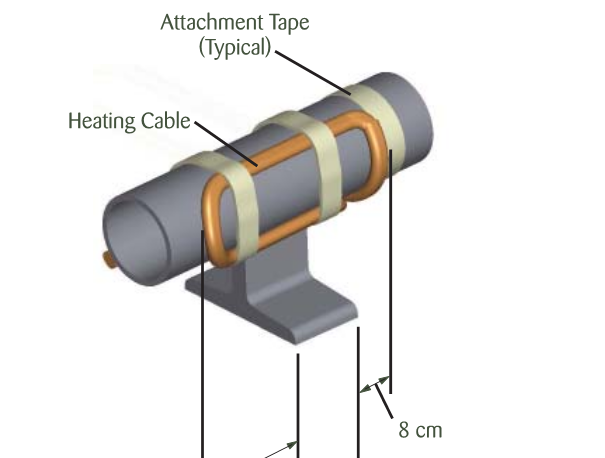 Attachment Tape
(Typical)
Heating Cable
8 cm